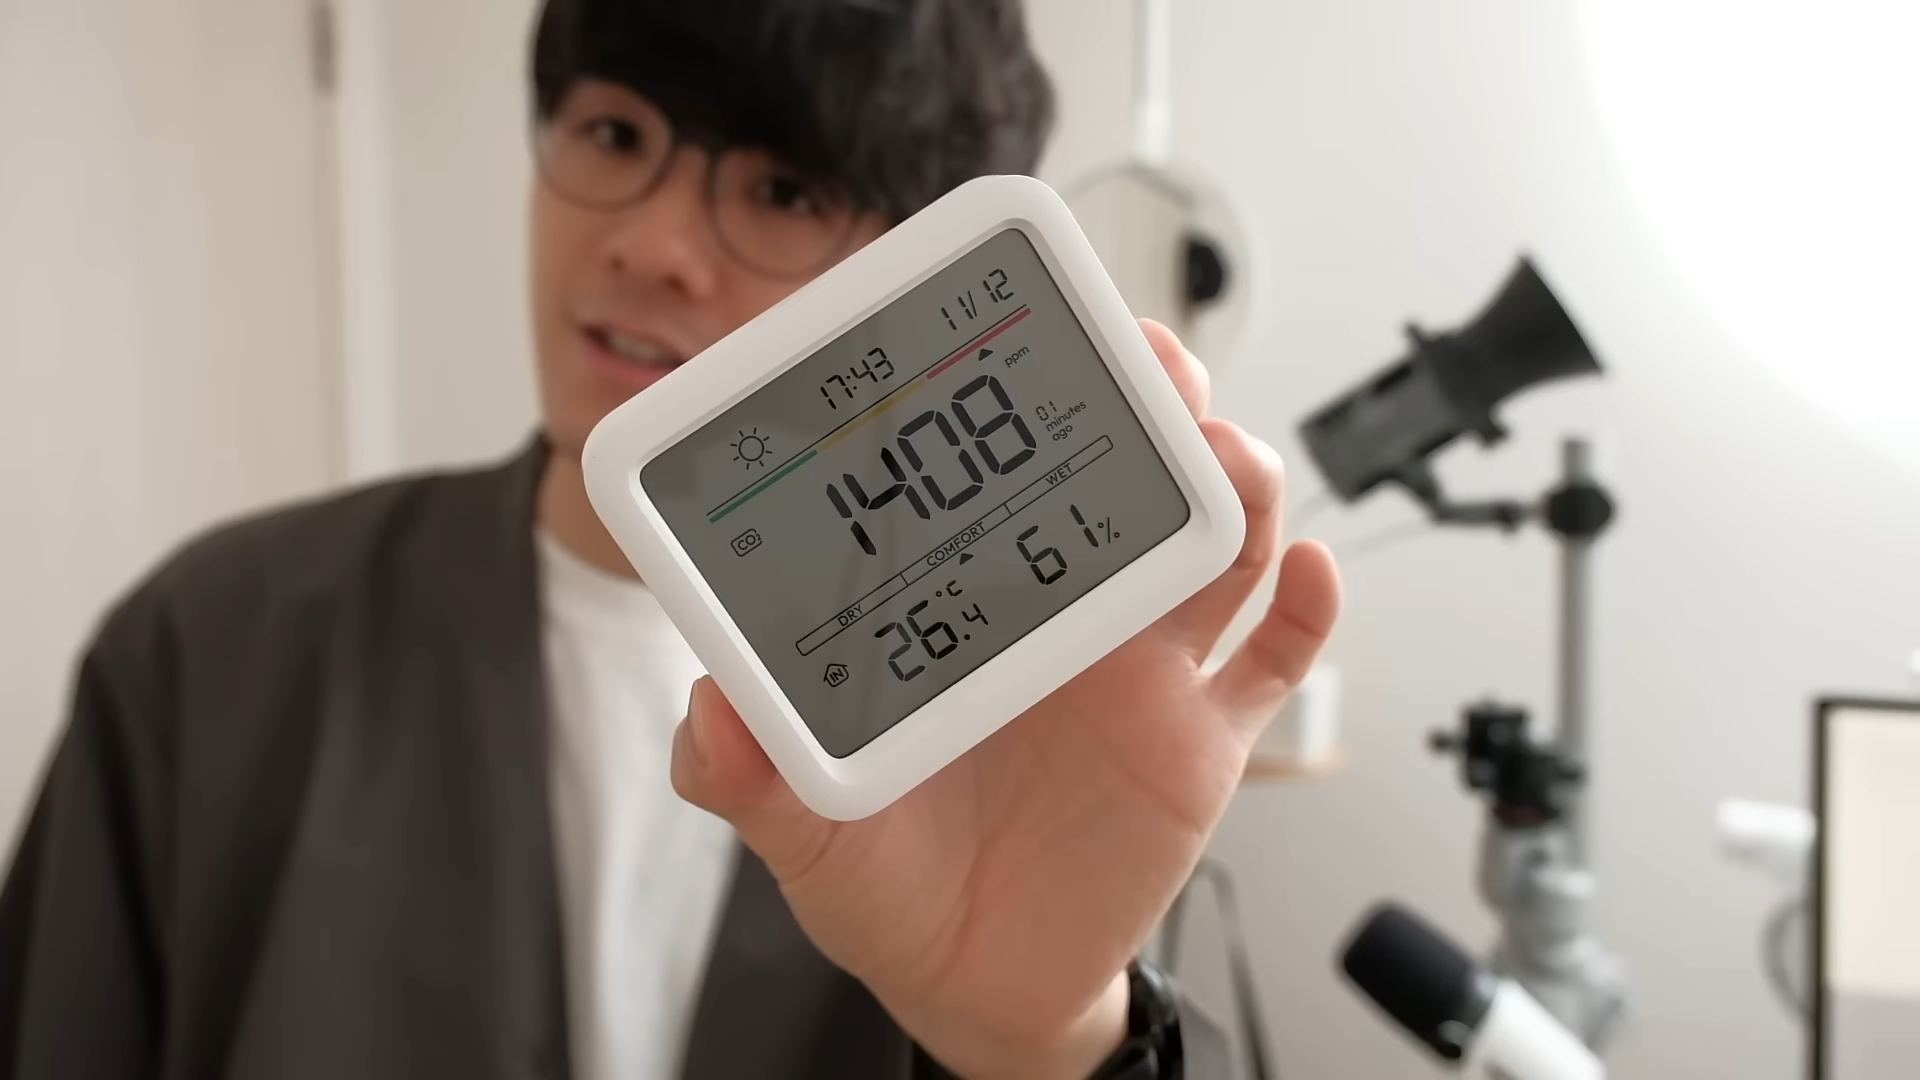 11/12
17:43
ppm
1408
01
minutes
ago
CO2
DRY COMFORT WET
IN 26.4 °C 61%